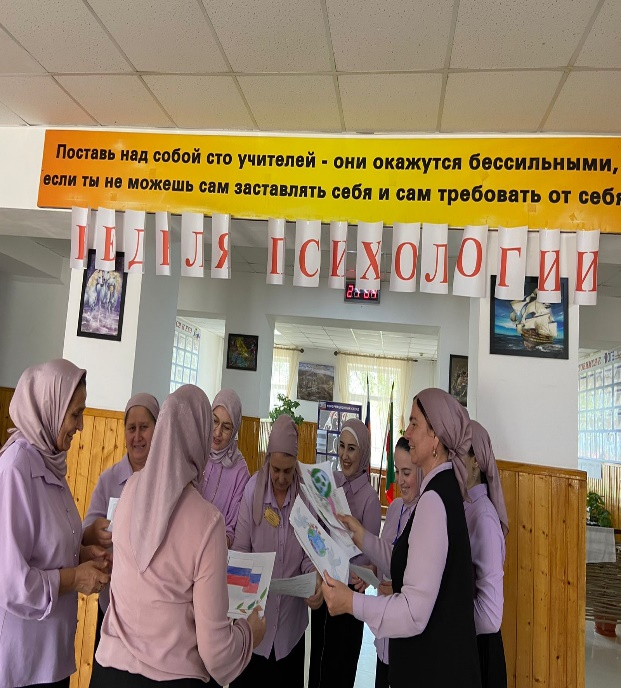 Поставь над собой сто учителей - они окажутся бессильными,
если ты не можешь сам заставлять себя и сам требовать от себя
НЕДЕЛЯ ПСИХОЛОГИИ